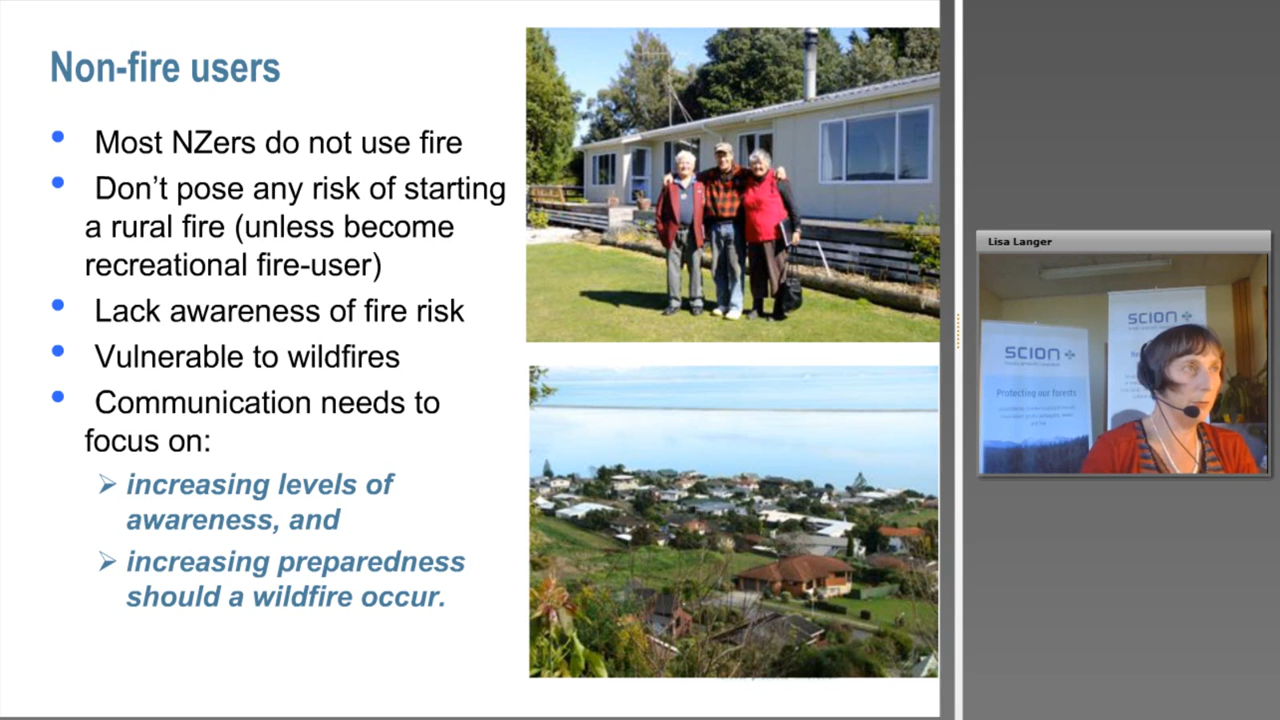 Non-fire users
Most NZers do not use fire
Don't pose any risk of starting
a rural fire (unless become
recreational fire-user)
Lack awareness of fire risk
Vulnerable to wildfires
Communication needs to
focus on:
increasing levels of
awareness, and
increasing preparedness
should a wildfire occur.
Lisa Langer
SCION
SCION
Protecting our forests